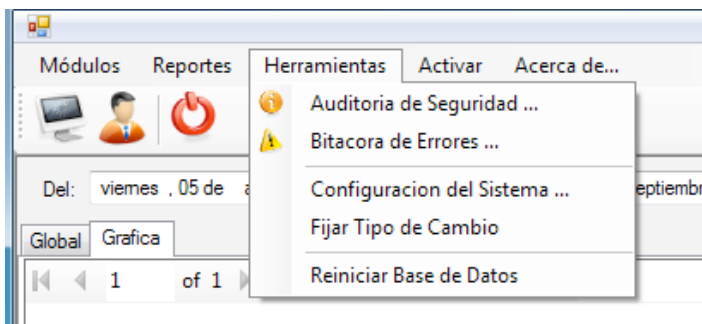 Módulos Reportes Herramientas Activar Acerca de...
Auditoria de Seguridad ...
Bitacora de Errores ...
Del: viernes , 05 de
Configuracion del Sistema ...
Global Grafica
Fijar Tipo de Cambio
1 of 1
Reiniciar Base de Datos